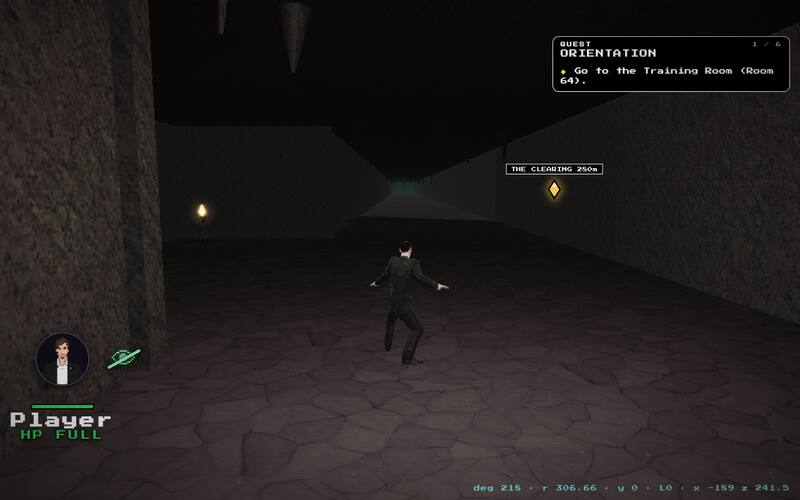 QUEST 1 / 6
ORIENTATION
◆ Go to the Training Room (Room
64).
THE CLEARING 280m
Player
HP FULL
deg 218 · r 306.66 · y 0 · L0 · x -189 z 241.5